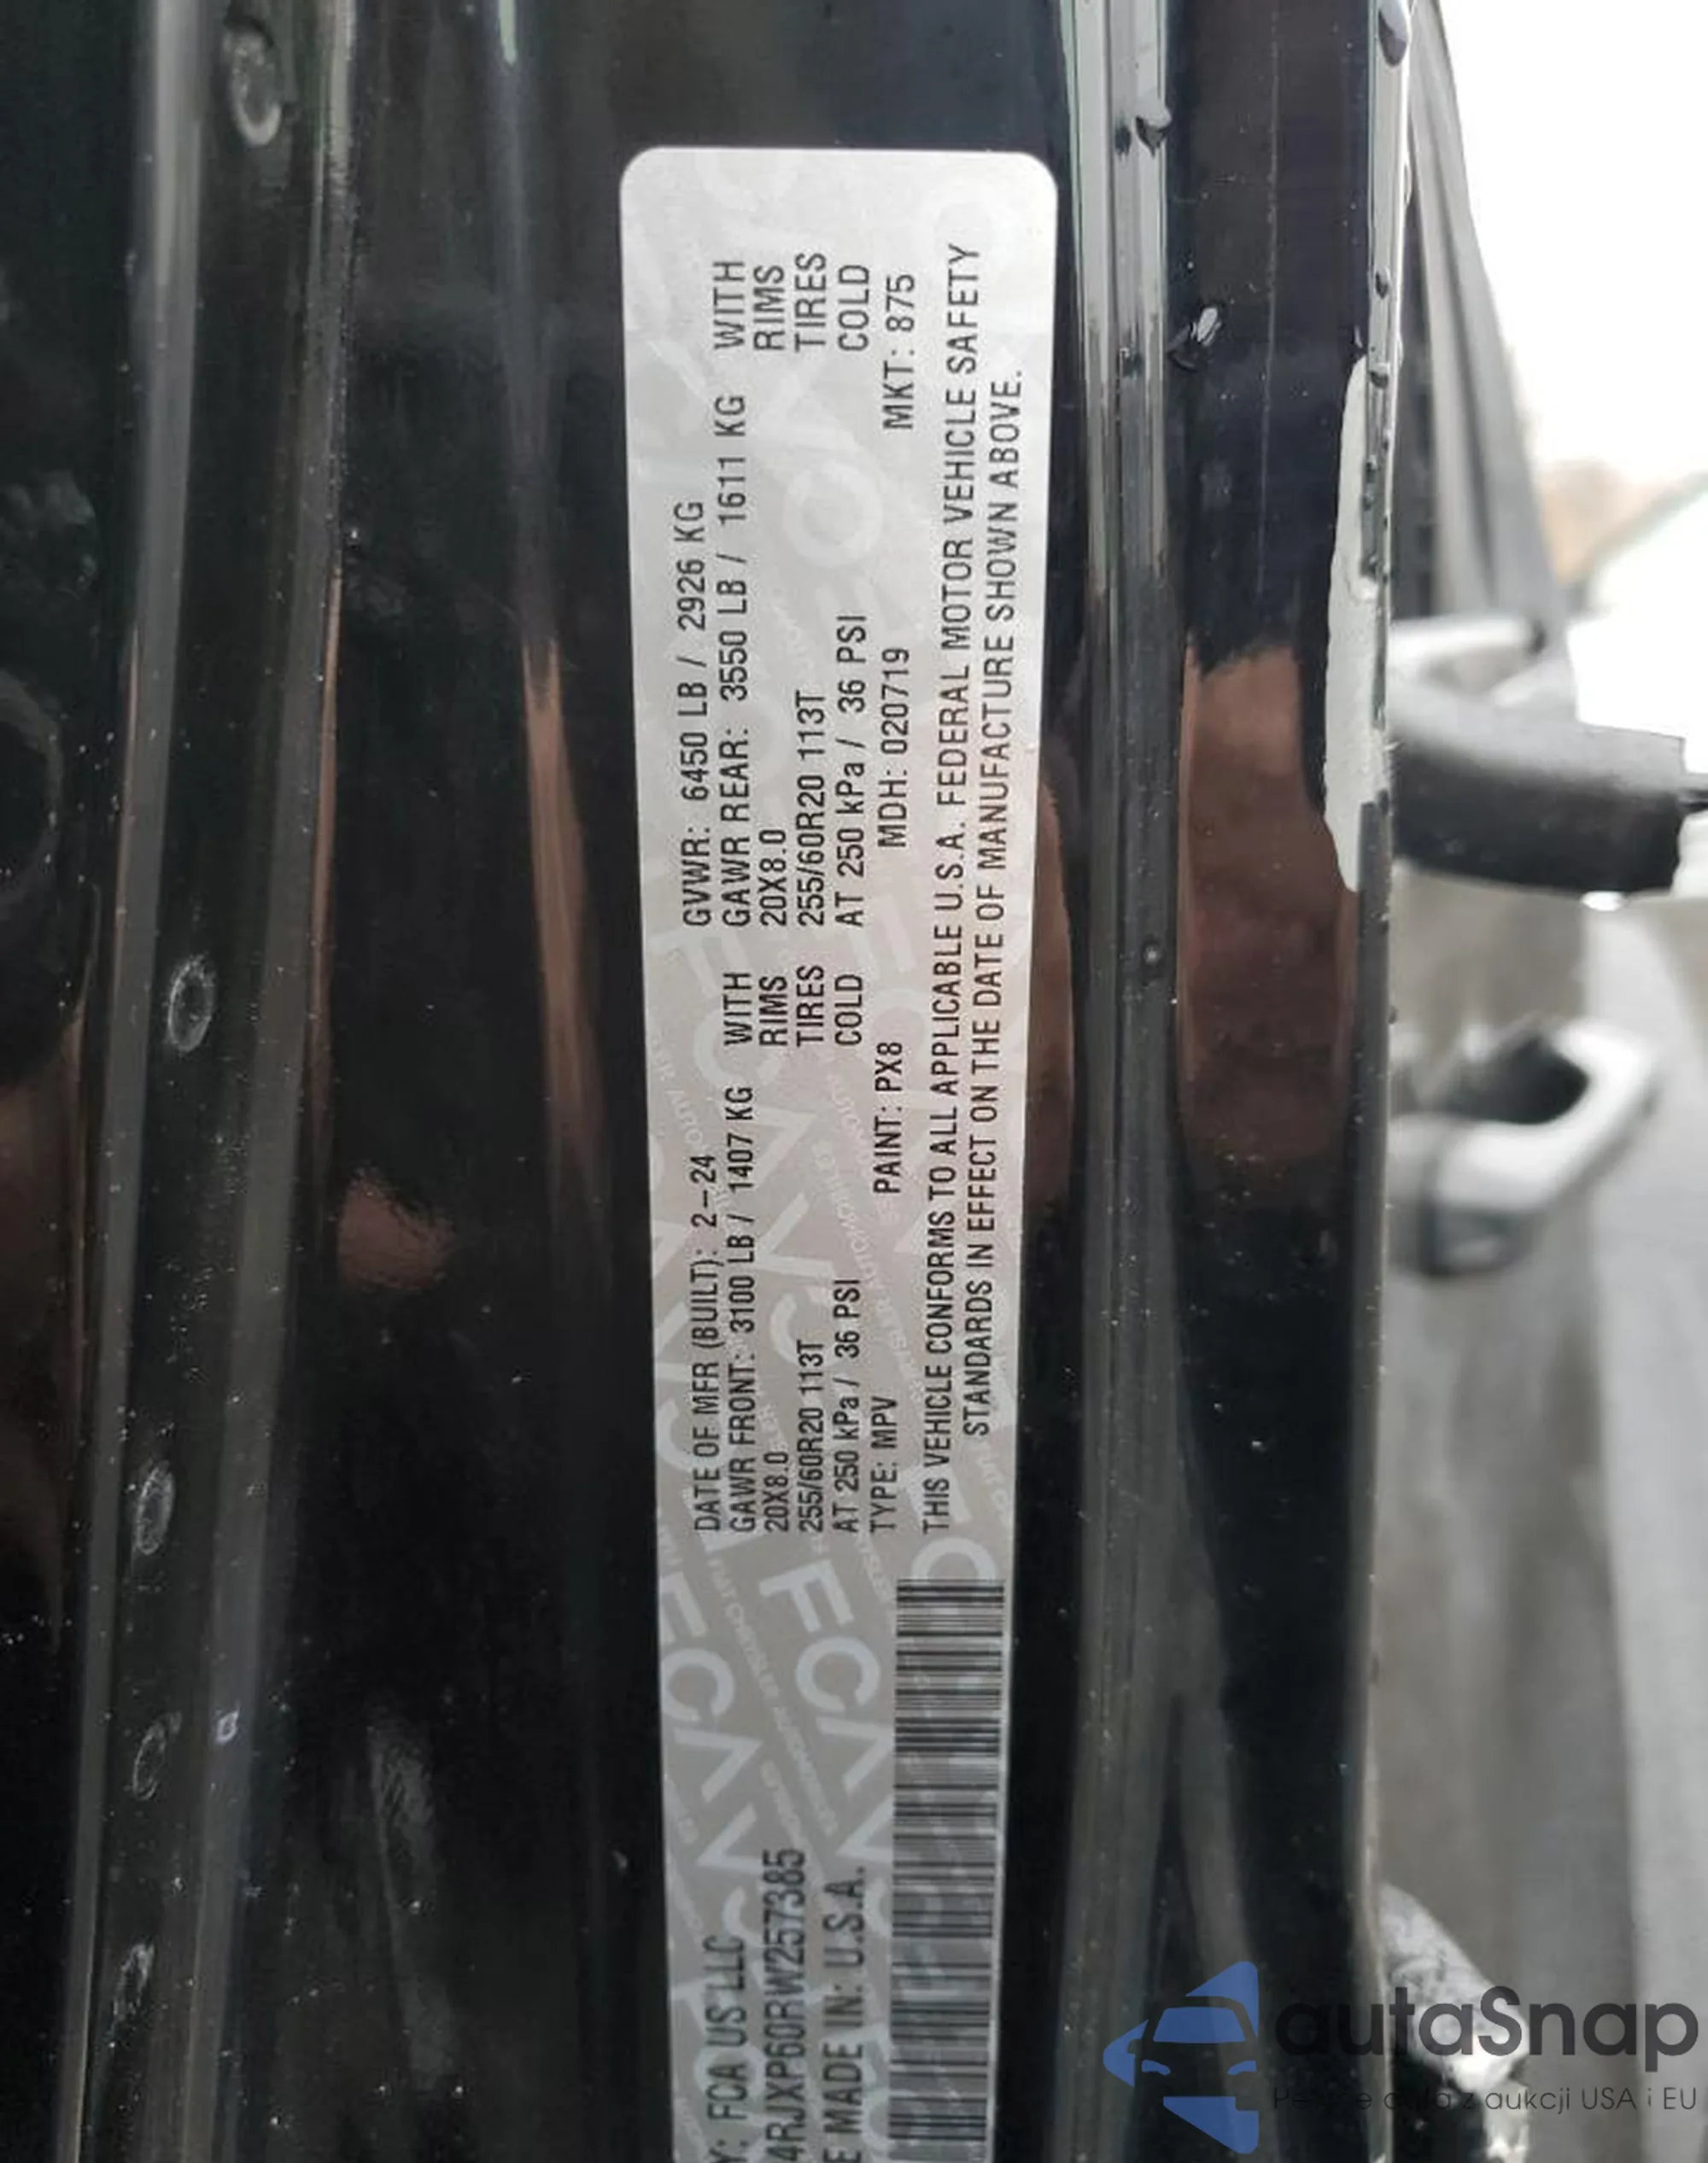 Y: FCA US LLC
4RJXP60RW257385
E MADE IN: U.S.A.
DATE OF MFR (BUILT): 2-24 GVWR: 6450 LB / 2926 KG
GAWR FRONT: 3100 LB / 1407 KG WITH GAWR REAR: 3550 LB / 1611 KG WITH
20X8.0 RIMS 20X8.0 RIMS
255/60R20 113T TIRES 255/60R20 113T TIRES
AT 250 kPa / 36 PSI COLD AT 250 kPa / 36 PSI COLD
TYPE: MPV PAINT: PX8 MDH: 020719 MKT: 875
THIS VEHICLE CONFORMS TO ALL APPLICABLE U.S.A. FEDERAL MOTOR VEHICLE SAFETY
STANDARDS IN EFFECT ON THE DATE OF MANUFACTURE SHOWN ABOVE.
FCA
autaSnap
z aukcji USA i EU